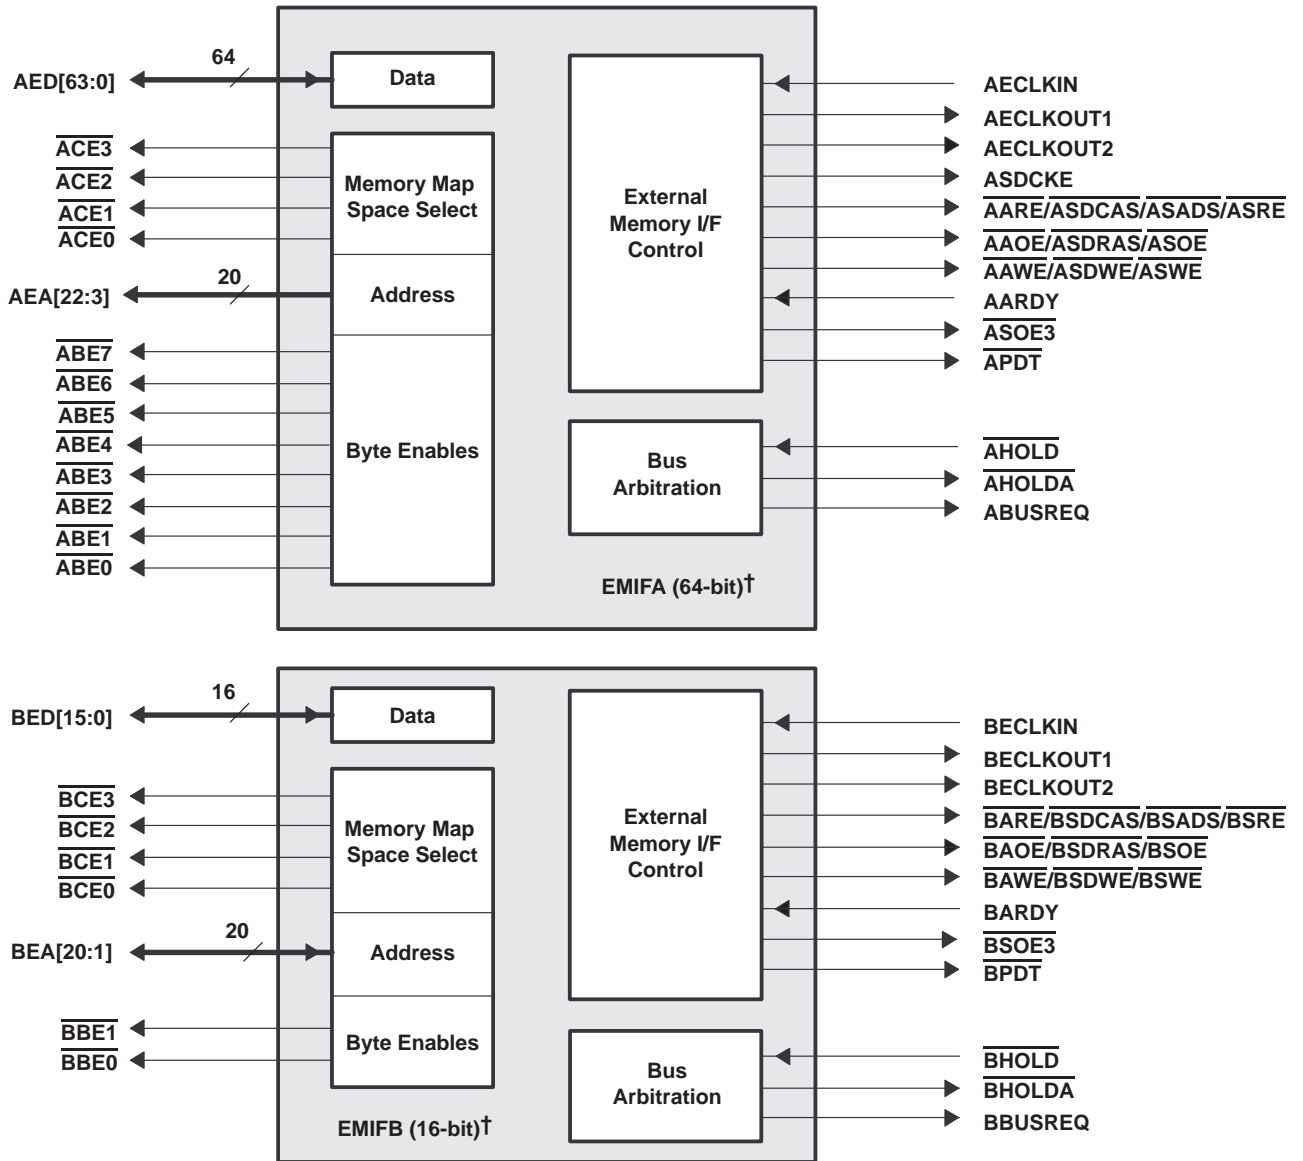 64
AED[63:0]
Data
ACE3
ACE2
ACE1
ACE0
Memory Map
Space Select
20
AEA[22:3]
Address
ABE7
ABE6
ABE5
ABE4
ABE3
ABE2
ABE1
ABE0
Byte Enables
External
Memory I/F
Control
AECLKIN
AECLKOUT1
AECLKOUT2
ASDCKE
AARE/ASDCAS/ASADS/ASRE
AAOE/ASDRAS/ASOE
AAWE/ASDWE/ASWE
AARDY
ASOE3
APDT
Bus
Arbitration
AHOLD
AHOLDA
ABUSREQ
EMIFA (64-bit)†
16
BED[15:0]
Data
BCE3
BCE2
BCE1
BCE0
Memory Map
Space Select
20
BEA[20:1]
Address
BBE1
BBE0
Byte Enables
External
Memory I/F
Control
BECLKIN
BECLKOUT1
BECLKOUT2
BARE/BSDCAS/BSADS/BSRE
BAOE/BSDRAS/BSOE
BAWE/BSDWE/BSWE
BARDY
BSOE3
BPDT
Bus
Arbitration
BHOLD
BHOLDA
BBUSREQ
EMIFB (16-bit)†